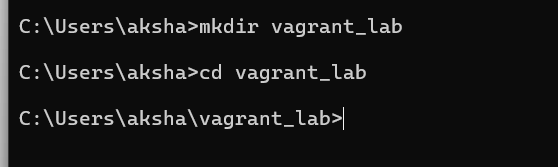 C:\Users\aksha>mkdir vagrant_lab
C:\Users\aksha>cd vagrant_lab
C:\Users\aksha\vagrant_lab>